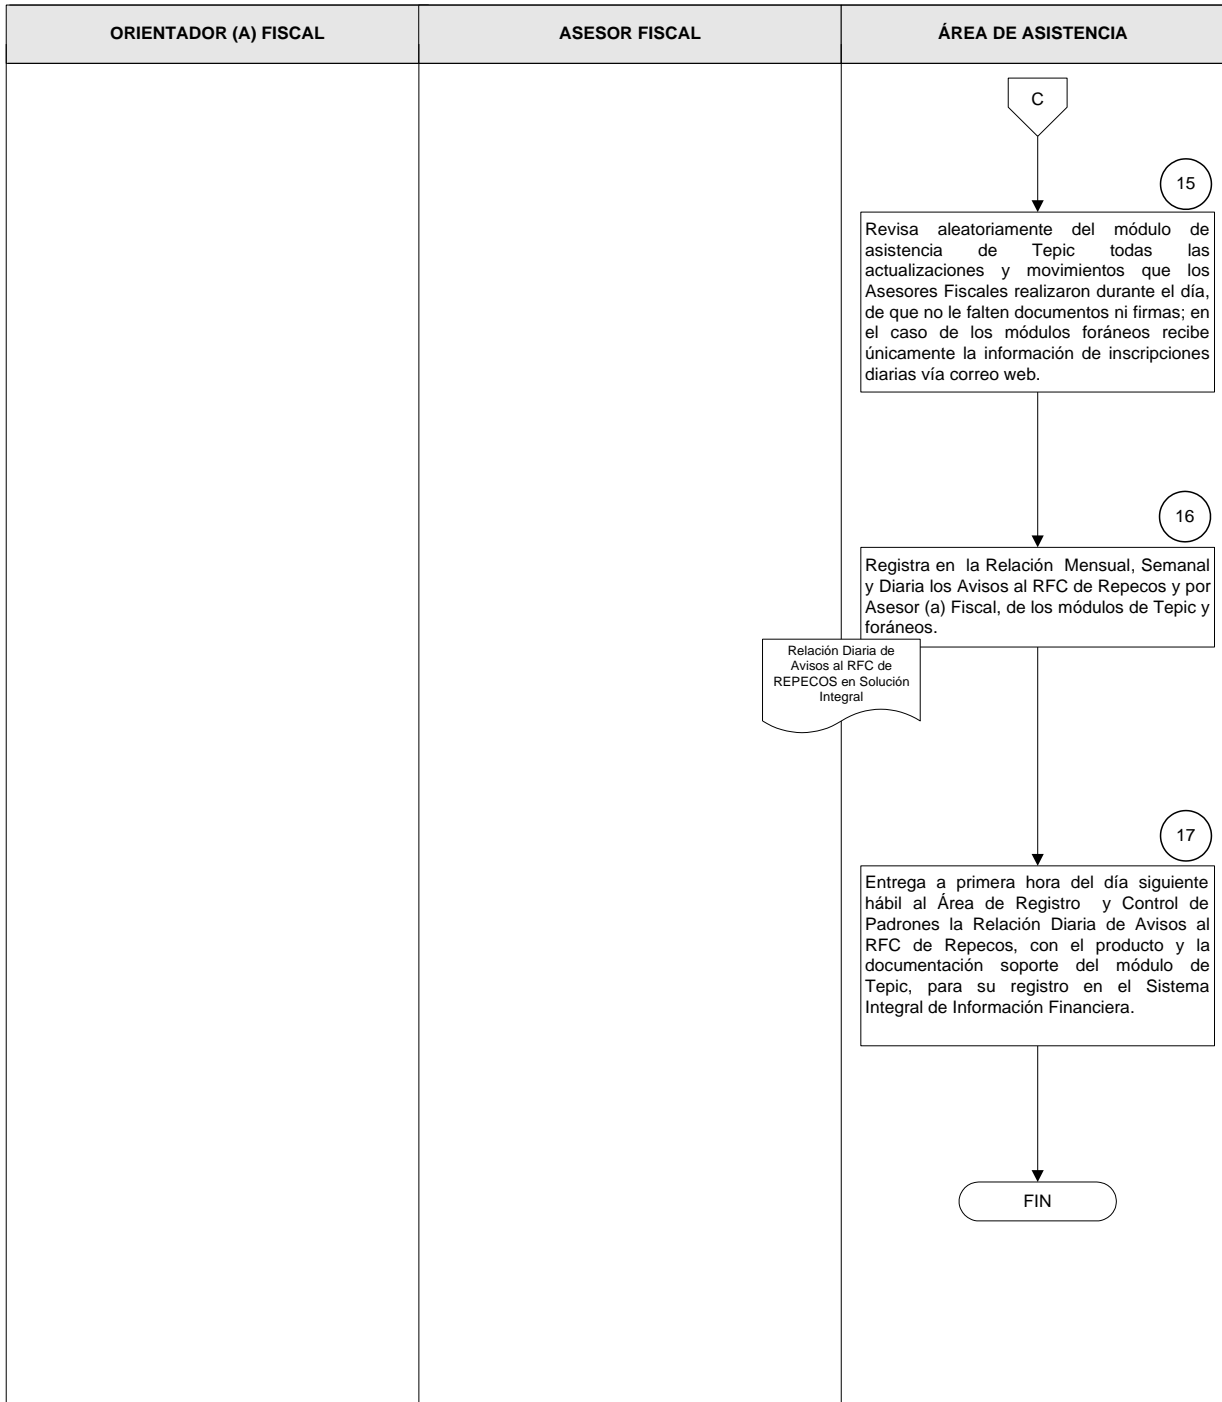 ORIENTADOR (A) FISCAL
ASESOR FISCAL
ÁREA DE ASISTENCIA
C
15
Revisa aleatoriamente del módulo de
asistencia de Tepic todas las
actualizaciones y movimientos que los
Asesores Fiscales realizaron durante el día,
de que no le falten documentos ni firmas; en
el caso de los módulos foráneos recibe
únicamente la información de inscripciones
diarias vía correo web.
16
Registra en la Relación Mensual, Semanal
y Diaria los Avisos al RFC de Repecos y por
Asesor (a) Fiscal, de los módulos de Tepic y
foráneos.
Relación Diaria de
Avisos al RFC de
REPECOS en Solución
Integral
17
Entrega a primera hora del día siguiente
hábil al Área de Registro y Control de
Padrones la Relación Diaria de Avisos al
RFC de Repecos, con el producto y la
documentación soporte del módulo de
Tepic, para su registro en el Sistema
Integral de Información Financiera.
FIN